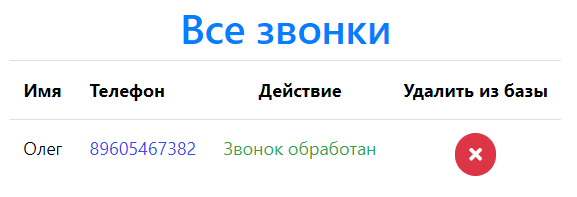 Все звонки
Имя Телефон Действие Удалить из базы
Олег 89605467382 Звонок обработан